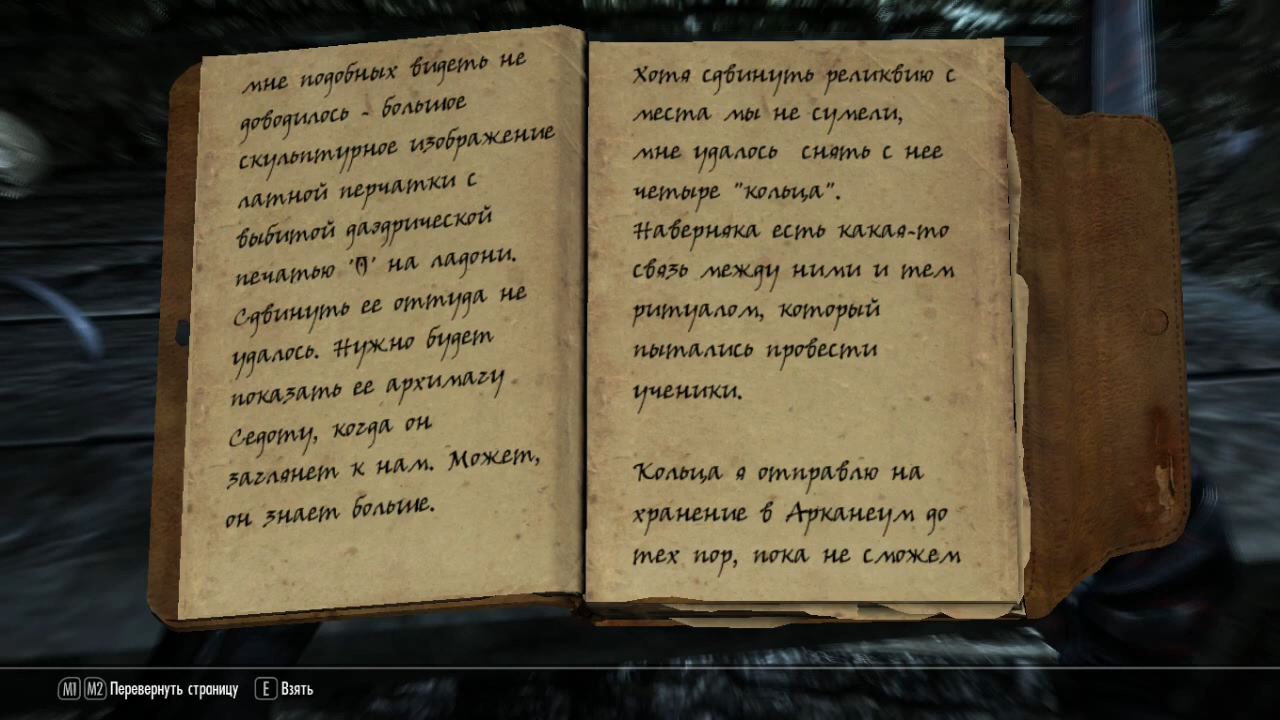 мне подобных видеть не
доводилось - большое
скульптурное изображение
латной перчатки с
выбитой даэдрической
печатью '' на ладони.
Сдвинуть ее оттуда не
удалось. Нужно будет
показать ее архимагу
Седоту, когда он
заглянет к нам. Может,
он знает больше.
Хотя сдвинуть реликвию с
места мы не сумели,
мне удалось снять с нее
четыре "кольца".
Наверняка есть какая-то
связь между ними и тем
ритуалом, который
пытались провести
ученики.
Кольца я отправлю на
хранение в Арканеум до
тех пор, пока не сможем
M1 M2 Перевернуть страницу E Взять